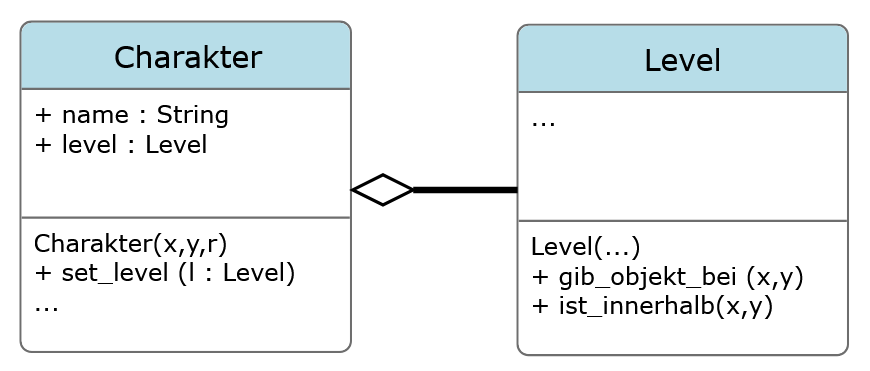 Charakter
+ name : String
+ level : Level
Charakter(x,y,r)
+ set_level (l : Level)
...
Level
...
Level(...)
+ gib_objekt_bei (x,y)
+ ist_innerhalb(x,y)